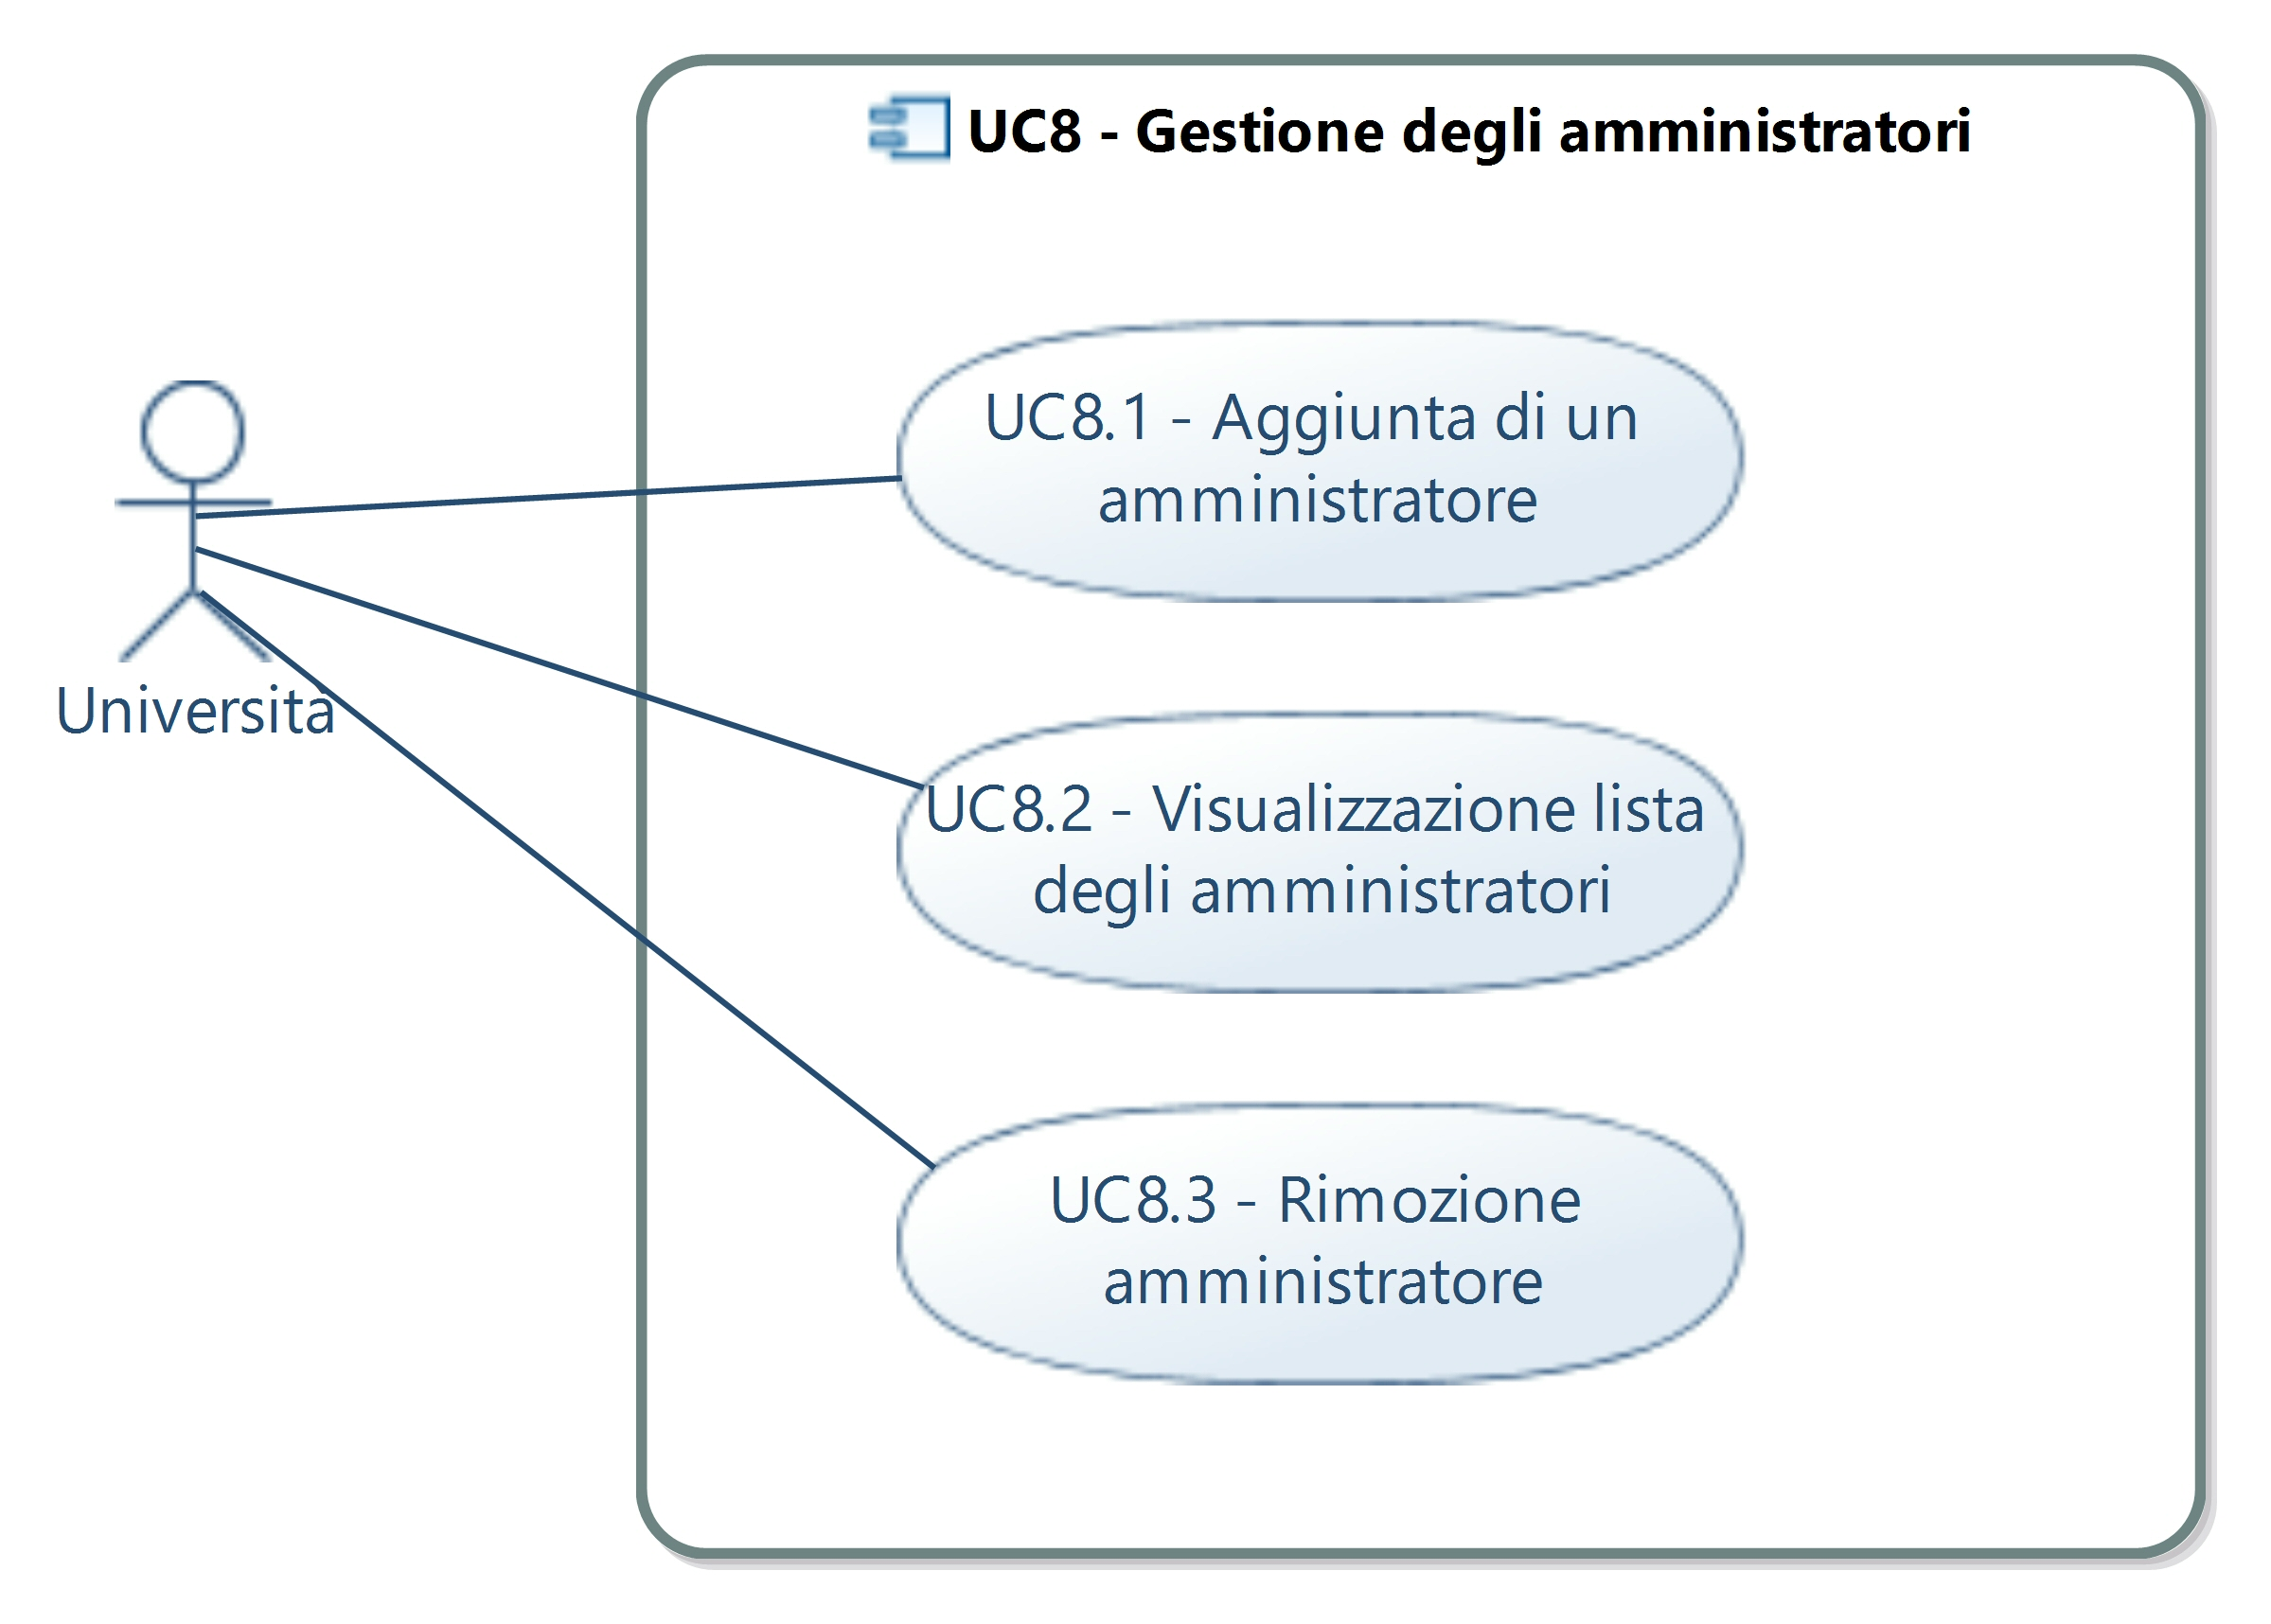 UC8 - Gestione degli amministratori
UC8.1 - Aggiunta di un
amministratore
Università
UC8.2 - Visualizzazione lista
degli amministratori
UC8.3 - Rimozione
amministratore